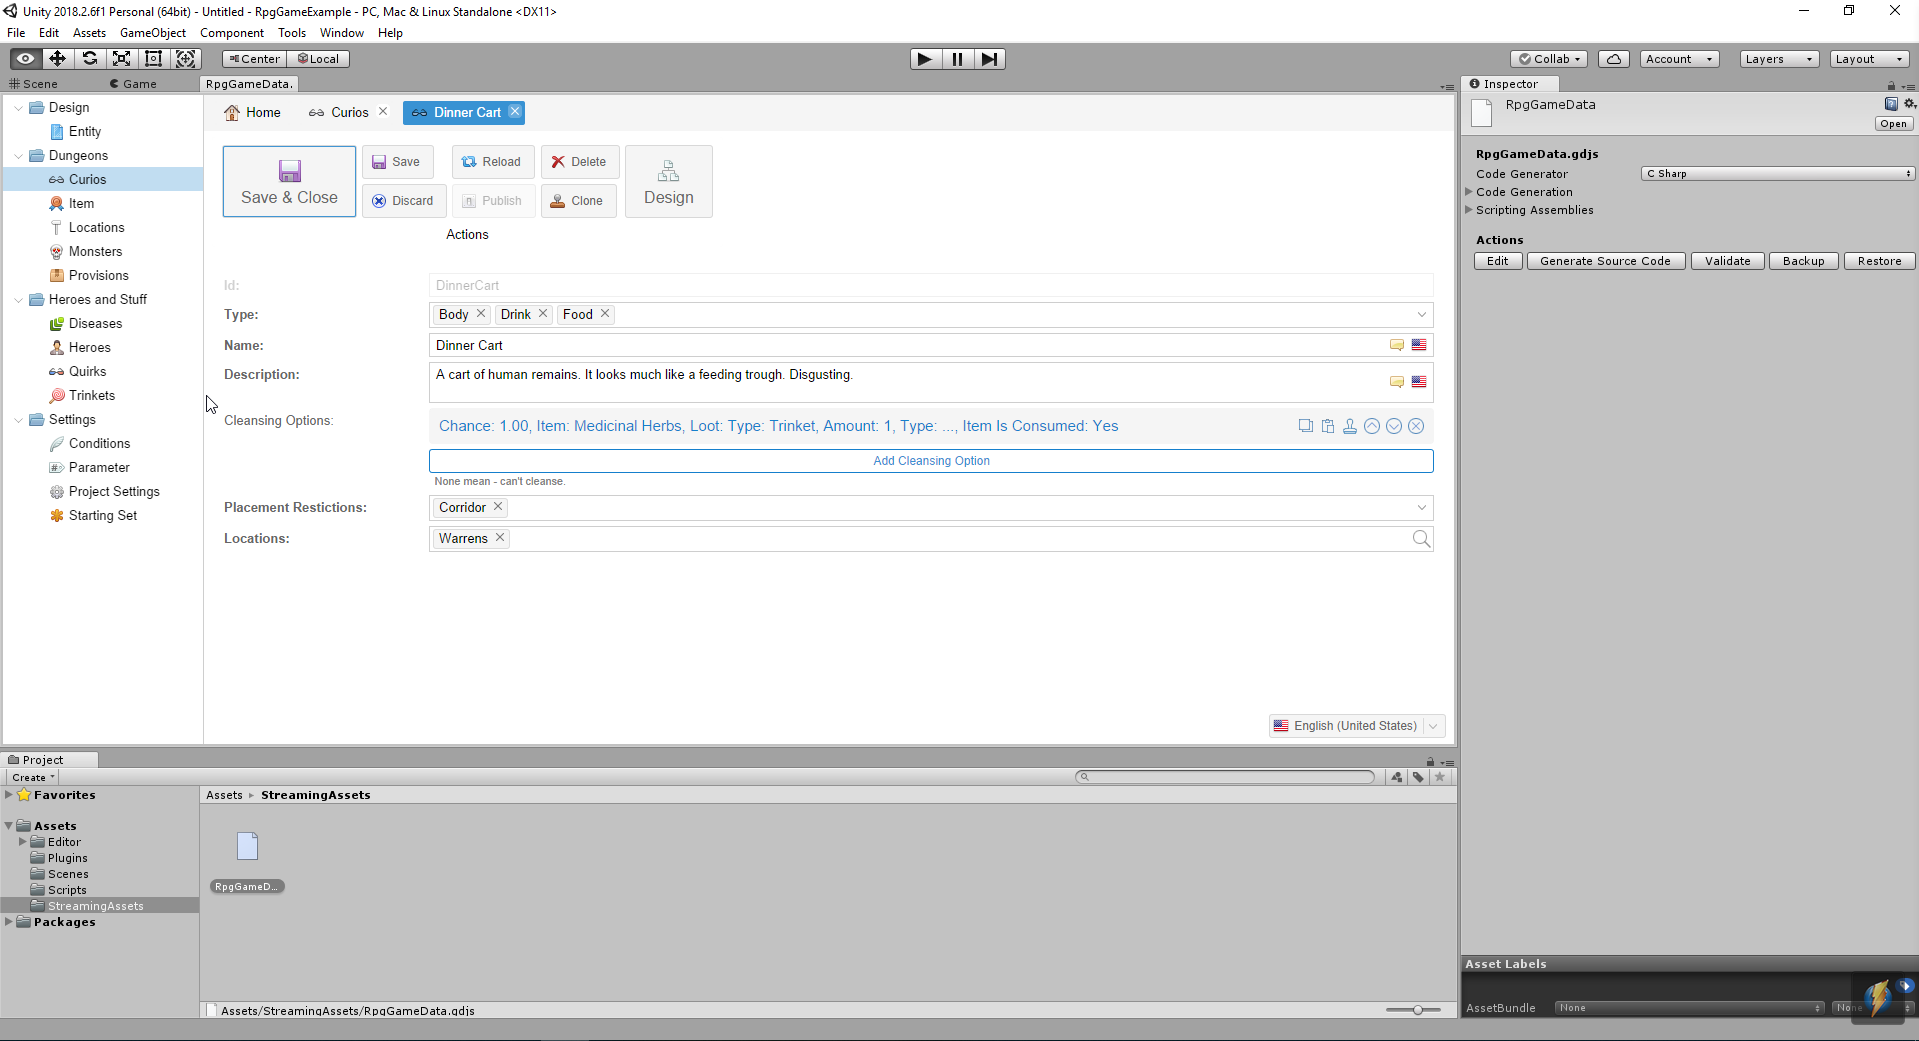 Unity 2018.2.6f1 Personal (64bit) - Untitled - RpgGameExample - PC, Mac & Linux Standalone <DX11>
File Edit Assets GameObject Component Tools Window Help
Center Local Collab Account Layers Layout
Scene Game RpgGameData.
Design
Entity
Dungeons
Curios
Item
Locations
Monsters
Provisions
Heroes and Stuff
Diseases
Heroes
Quirks
Trinkets
Settings
Conditions
Parameter
Project Settings
Starting Set
Home Curios Dinner Cart
Save & Close Save Reload Delete Design
Discard Publish Clone
Actions
Id: DinnerCart
Type: Body Drink Food
Name: Dinner Cart
Description: A cart of human remains. It looks much like a feeding trough. Disgusting.
Cleansing Options: Chance: 1.00, Item: Medicinal Herbs, Loot: Type: Trinket, Amount: 1, Type: ..., Item Is Consumed: Yes
Add Cleansing Option
None mean - can't cleanse.
Placement Restictions: Corridor
Locations: Warrens
English (United States)
Inspector
RpgGameData
Open
RpgGameData.gdjs
Code Generator C Sharp
Code Generation
Scripting Assemblies
Actions
Edit Generate Source Code Validate Backup Restore
Project
Create
Favorites
Assets
Editor
Plugins
Scenes
Scripts
StreamingAssets
Packages
Assets StreamingAssets
RpgGameD...
Assets/StreamingAssets/RpgGameData.gdjs
Asset Labels
AssetBundle None